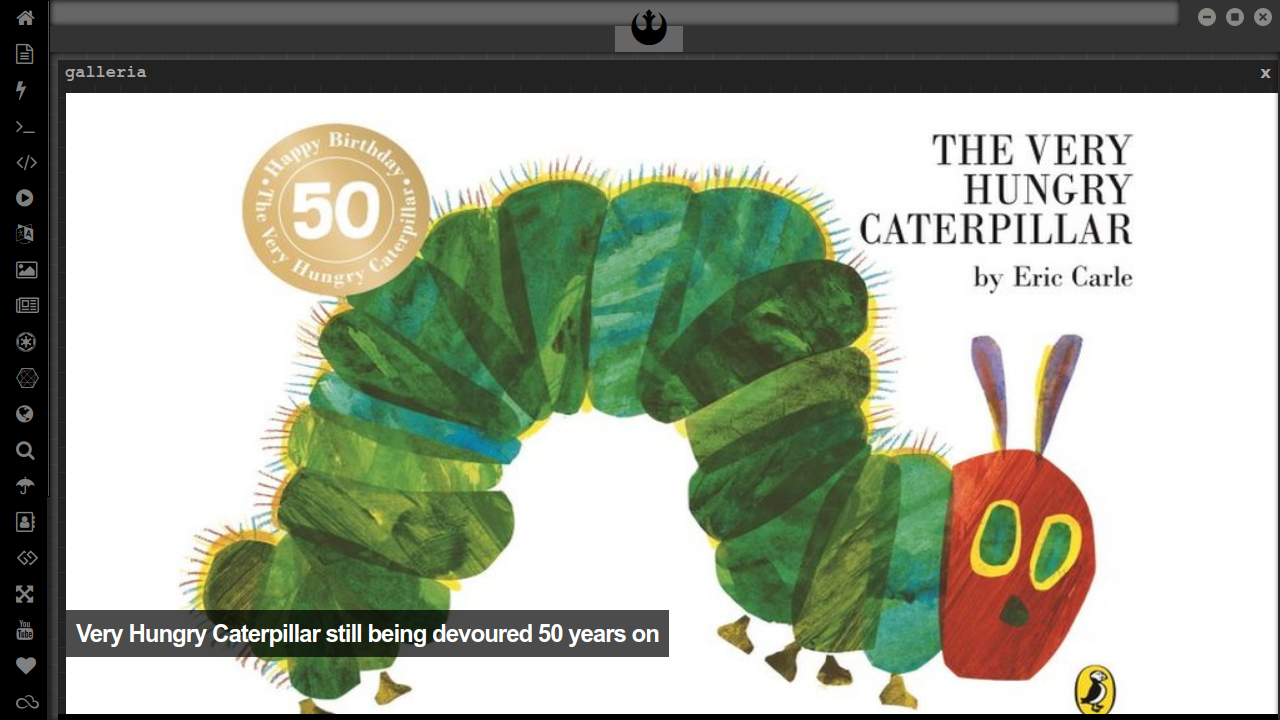 galleria
x
Happy Birthday
50
The Very Hungry Caterpillar
THE VERY
HUNGRY
CATERPILLAR
by Eric Carle
Very Hungry Caterpillar still being devoured 50 years on
You
Tube